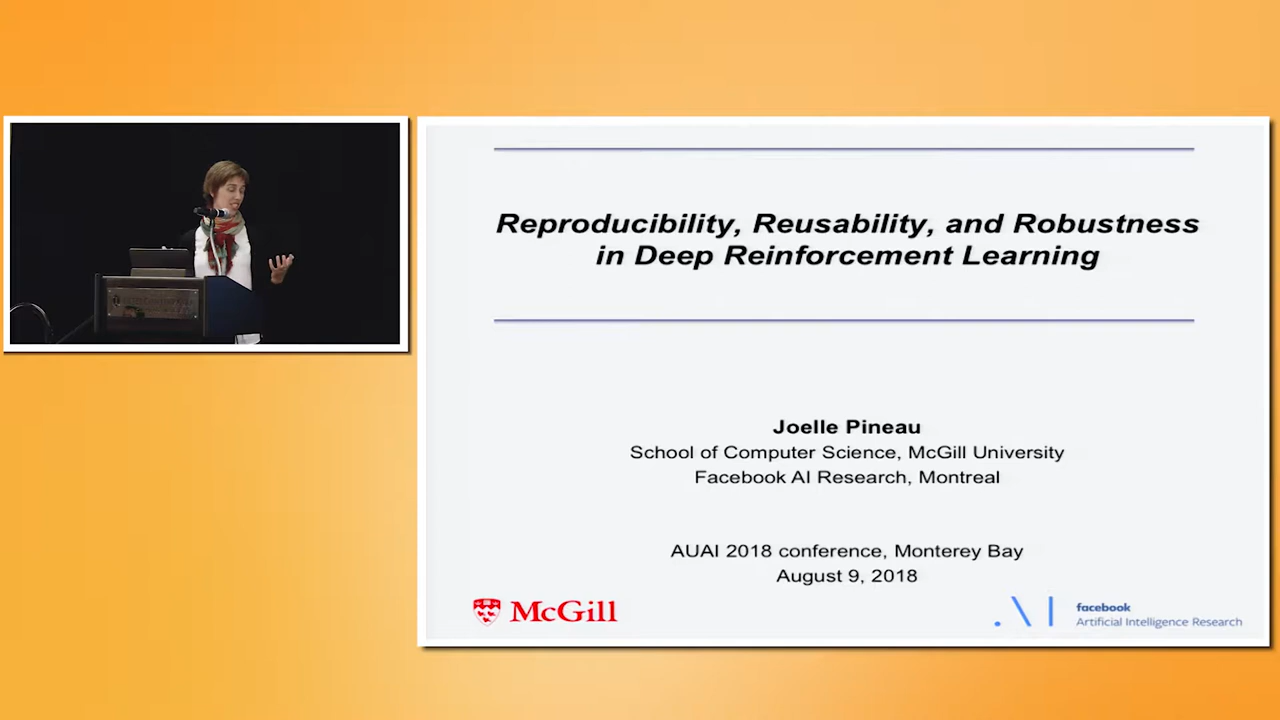 Reproducibility, Reusability, and Robustness
in Deep Reinforcement Learning
Joelle Pineau
School of Computer Science, McGill University
Facebook AI Research, Montreal
AUAI 2018 conference, Monterey Bay
August 9, 2018
McGill
facebook
Artificial Intelligence Research